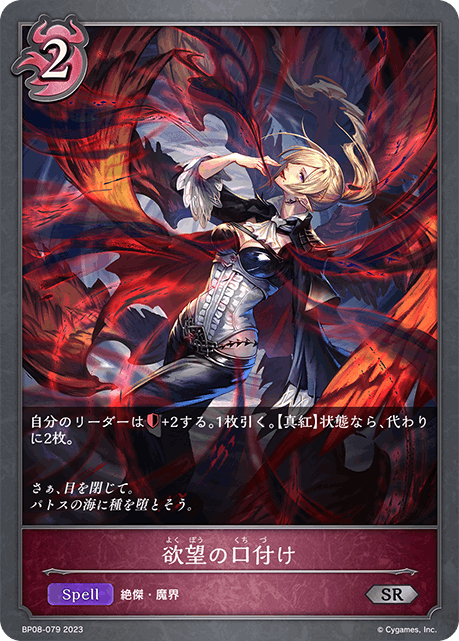 2
自分のリーダーは+2する。1枚引く。【真紅】状態なら、代わり
に2枚。
さぁ、目を閉じて。
パトスの海に種を堕とそう。
よくぼう くちづ
欲望の口付け
Spell 絶傑・魔界 SR
BP08-079 2023 © Cygames, Inc.